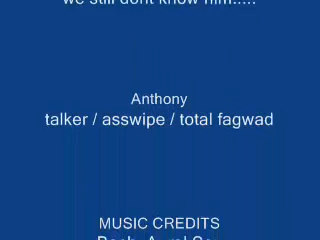 we still dont know him.....
Anthony
talker / asswipe / total fagwad
MUSIC CREDITS